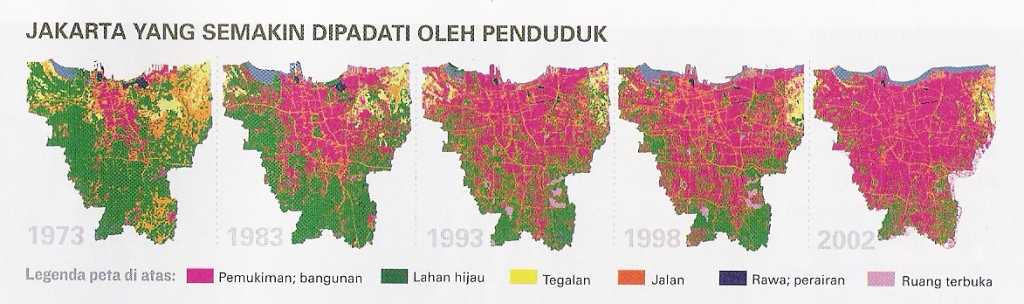 JAKARTA YANG SEMAKIN DIPADATI OLEH PENDUDUK
1973 1983 1993 1998 2002
Legenda peta di atas: Pemukiman; bangunan Lahan hijau Tegalan Jalan Rawa; perairan Ruang terbuka